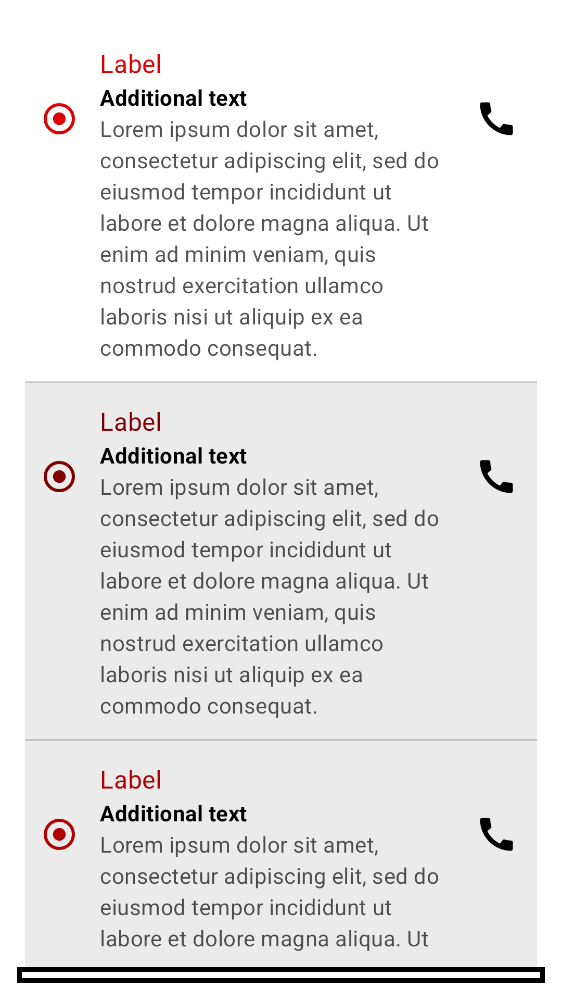 Label
Additional text
Lorem ipsum dolor sit amet,
consectetur adipiscing elit, sed do
eiusmod tempor incididunt ut
labore et dolore magna aliqua. Ut
enim ad minim veniam, quis
nostrud exercitation ullamco
laboris nisi ut aliquip ex ea
commodo consequat.
Label
Additional text
Lorem ipsum dolor sit amet,
consectetur adipiscing elit, sed do
eiusmod tempor incididunt ut
labore et dolore magna aliqua. Ut
enim ad minim veniam, quis
nostrud exercitation ullamco
laboris nisi ut aliquip ex ea
commodo consequat.
Label
Additional text
Lorem ipsum dolor sit amet,
consectetur adipiscing elit, sed do
eiusmod tempor incididunt ut
labore et dolore magna aliqua. Ut